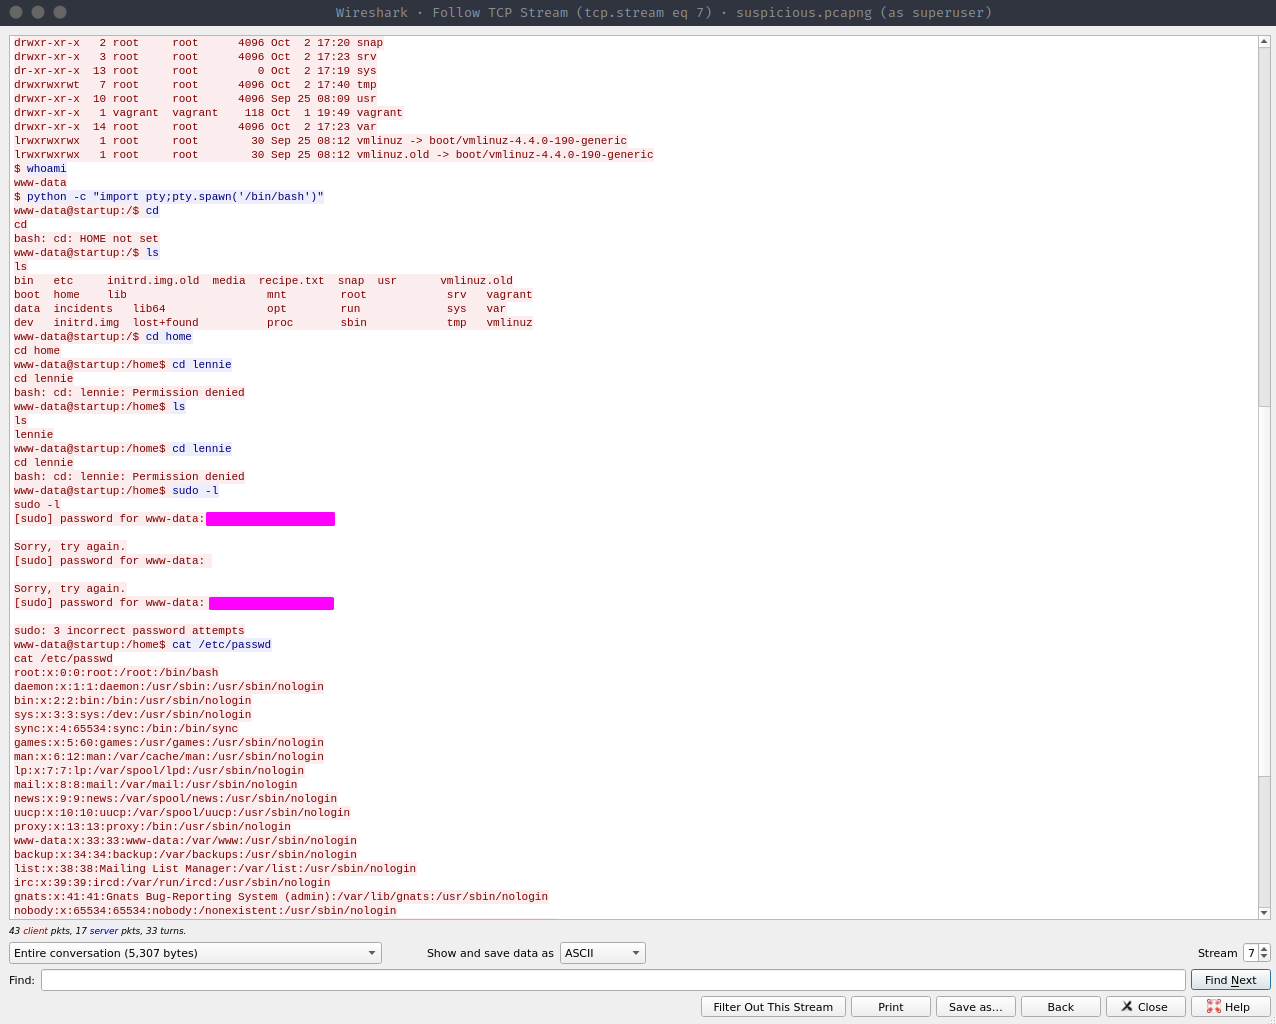 Wireshark · Follow TCP Stream (tcp.stream eq 7) · suspicious.pcapng (as superuser)
drwxr-xr-x   2 root     root      4096 Oct  2 17:20 snap
drwxr-xr-x   3 root     root      4096 Oct  2 17:23 srv
dr-xr-xr-x  13 root     root         0 Oct  2 17:19 sys
drwxrwxrwt   7 root     root      4096 Oct  2 17:40 tmp
drwxr-xr-x  10 root     root      4096 Sep 25 08:09 usr
drwxr-xr-x   1 vagrant  vagrant    118 Oct  1 19:49 vagrant
drwxr-xr-x  14 root     root      4096 Oct  2 17:23 var
lrwxrwxrwx   1 root     root        30 Sep 25 08:12 vmlinuz -> boot/vmlinuz-4.4.0-190-generic
lrwxrwxrwx   1 root     root        30 Sep 25 08:12 vmlinuz.old -> boot/vmlinuz-4.4.0-190-generic
$ whoami
www-data
$ python -c "import pty;pty.spawn('/bin/bash')"
www-data@startup:/$ cd
cd
bash: cd: HOME not set
www-data@startup:/$ ls
ls
bin   etc     initrd.img.old  media  recipe.txt  snap  usr      vmlinuz.old
boot  home    lib                     mnt        root            srv   vagrant
data  incidents   lib64               opt        run             sys   var
dev   initrd.img  lost+found          proc       sbin            tmp   vmlinuz
www-data@startup:/$ cd home
cd home
www-data@startup:/home$ cd lennie
cd lennie
bash: cd: lennie: Permission denied
www-data@startup:/home$ ls
ls
lennie
www-data@startup:/home$ cd lennie
cd lennie
bash: cd: lennie: Permission denied
www-data@startup:/home$ sudo -l
sudo -l
[sudo] password for www-data:
Sorry, try again.
[sudo] password for www-data:
Sorry, try again.
[sudo] password for www-data:
sudo: 3 incorrect password attempts
www-data@startup:/home$ cat /etc/passwd
cat /etc/passwd
root:x:0:0:root:/root:/bin/bash
daemon:x:1:1:daemon:/usr/sbin:/usr/sbin/nologin
bin:x:2:2:bin:/bin:/usr/sbin/nologin
sys:x:3:3:sys:/dev:/usr/sbin/nologin
sync:x:4:65534:sync:/bin:/bin/sync
games:x:5:60:games:/usr/games:/usr/sbin/nologin
man:x:6:12:man:/var/cache/man:/usr/sbin/nologin
lp:x:7:7:lp:/var/spool/lpd:/usr/sbin/nologin
mail:x:8:8:mail:/var/mail:/usr/sbin/nologin
news:x:9:9:news:/var/spool/news:/usr/sbin/nologin
uucp:x:10:10:uucp:/var/spool/uucp:/usr/sbin/nologin
proxy:x:13:13:proxy:/bin:/usr/sbin/nologin
www-data:x:33:33:www-data:/var/www:/usr/sbin/nologin
backup:x:34:34:backup:/var/backups:/usr/sbin/nologin
list:x:38:38:Mailing List Manager:/var/list:/usr/sbin/nologin
irc:x:39:39:ircd:/var/run/ircd:/usr/sbin/nologin
gnats:x:41:41:Gnats Bug-Reporting System (admin):/var/lib/gnats:/usr/sbin/nologin
nobody:x:65534:65534:nobody:/nonexistent:/usr/sbin/nologin
43 client pkts, 17 server pkts, 33 turns.
Entire conversation (5,307 bytes) Show and save data as ASCII Stream 7
Find: Find Next
Filter Out This Stream Print Save as… Back Close Help